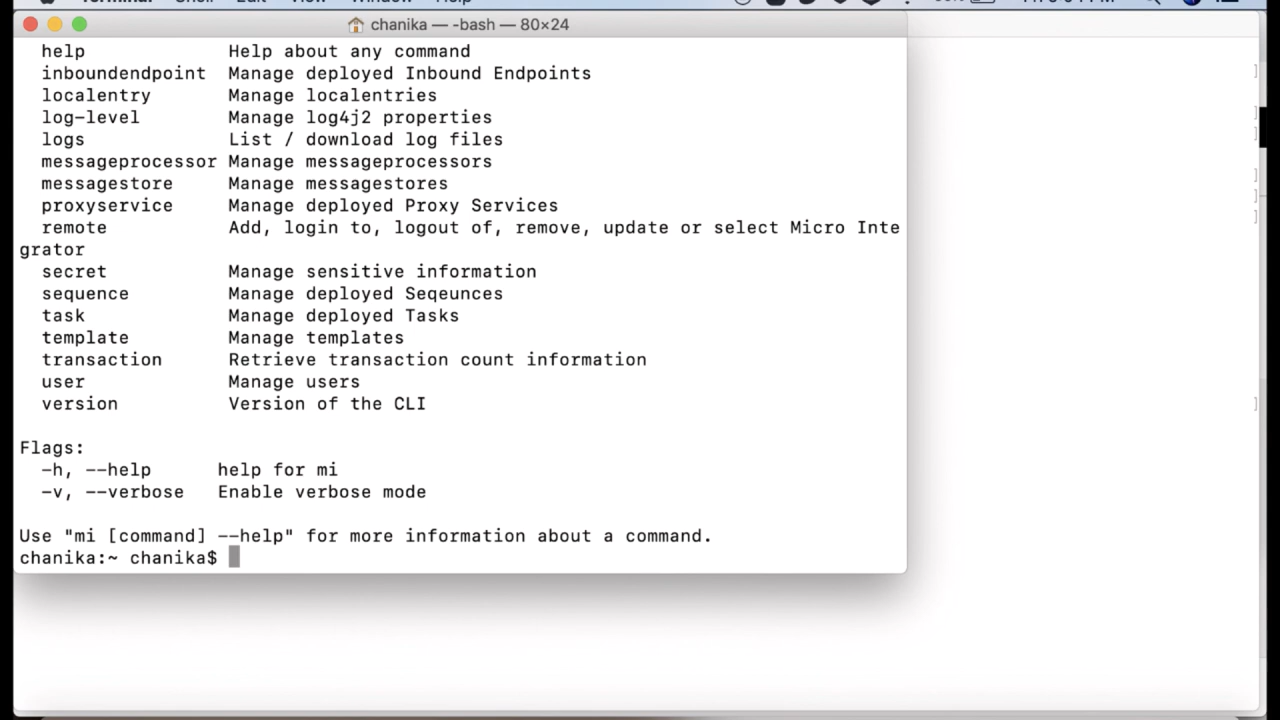 chanika — -bash — 80×24
help Help about any command
inboundendpoint Manage deployed Inbound Endpoints
localentry Manage localentries
log-level Manage log4j2 properties
logs List / download log files
messageprocessor Manage messageprocessors
messagestore Manage messagestores
proxyservice Manage deployed Proxy Services
remote Add, login to, logout of, remove, update or select Micro Inte
grator
secret Manage sensitive information
sequence Manage deployed Seqeunces
task Manage deployed Tasks
template Manage templates
transaction Retrieve transaction count information
user Manage users
version Version of the CLI
Flags:
-h, --help help for mi
-v, --verbose Enable verbose mode
Use "mi [command] --help" for more information about a command.
chanika:~ chanika$